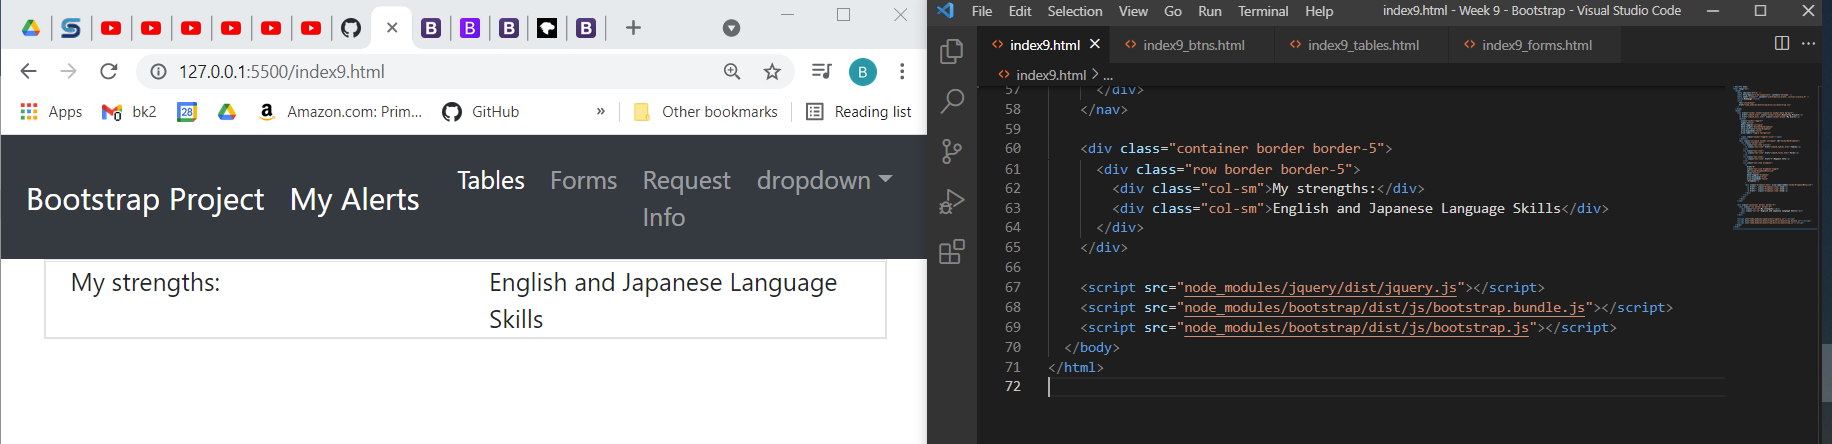 127.0.0.1:5500/index9.html
B
Apps
bk2
28
Amazon.com: Prim...
GitHub
»
Other bookmarks
Reading list
Bootstrap Project
My Alerts
Tables
Forms
Request
Info
dropdown
My strengths:
English and Japanese Language
Skills
File Edit Selection View Go Run Terminal Help
index9.html - Week 9 - Bootstrap - Visual Studio Code
index9.html
index9_btns.html
index9_tables.html
index9_forms.html
index9.html > ...
57 </div>
58 </nav>
59
60 <div class="container border border-5">
61 <div class="row border border-5">
62 <div class="col-sm">My strengths:</div>
63 <div class="col-sm">English and Japanese Language Skills</div>
64 </div>
65 </div>
66
67 <script src="node_modules/jquery/dist/jquery.js"></script>
68 <script src="node_modules/bootstrap/dist/js/bootstrap.bundle.js"></script>
69 <script src="node_modules/bootstrap/dist/js/bootstrap.js"></script>
70 </body>
71 </html>
72